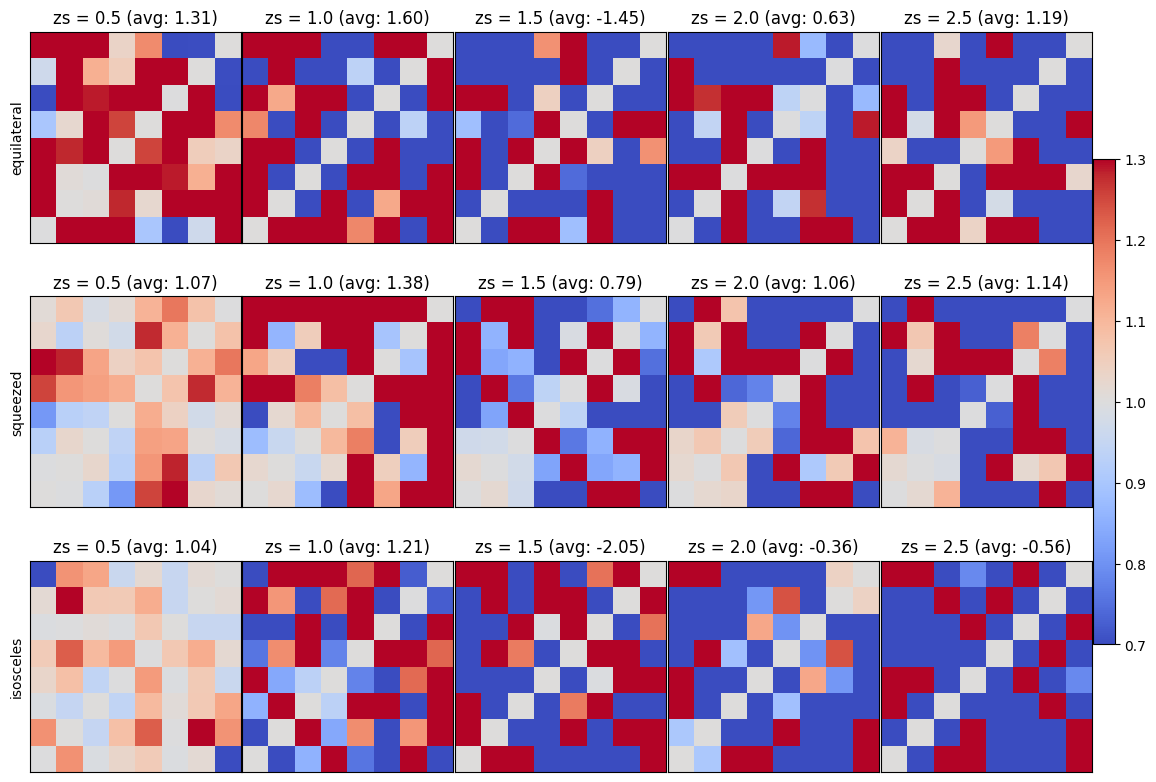 zs = 0.5 (avg: 1.31) zs = 1.0 (avg: 1.60) zs = 1.5 (avg: -1.45) zs = 2.0 (avg: 0.63) zs = 2.5 (avg: 1.19)
equilateral
zs = 0.5 (avg: 1.07) zs = 1.0 (avg: 1.38) zs = 1.5 (avg: 0.79) zs = 2.0 (avg: 1.06) zs = 2.5 (avg: 1.14)
squeezed
zs = 0.5 (avg: 1.04) zs = 1.0 (avg: 1.21) zs = 1.5 (avg: -2.05) zs = 2.0 (avg: -0.36) zs = 2.5 (avg: -0.56)
isosceles
1.3
1.2
1.1
1.0
0.9
0.8
0.7